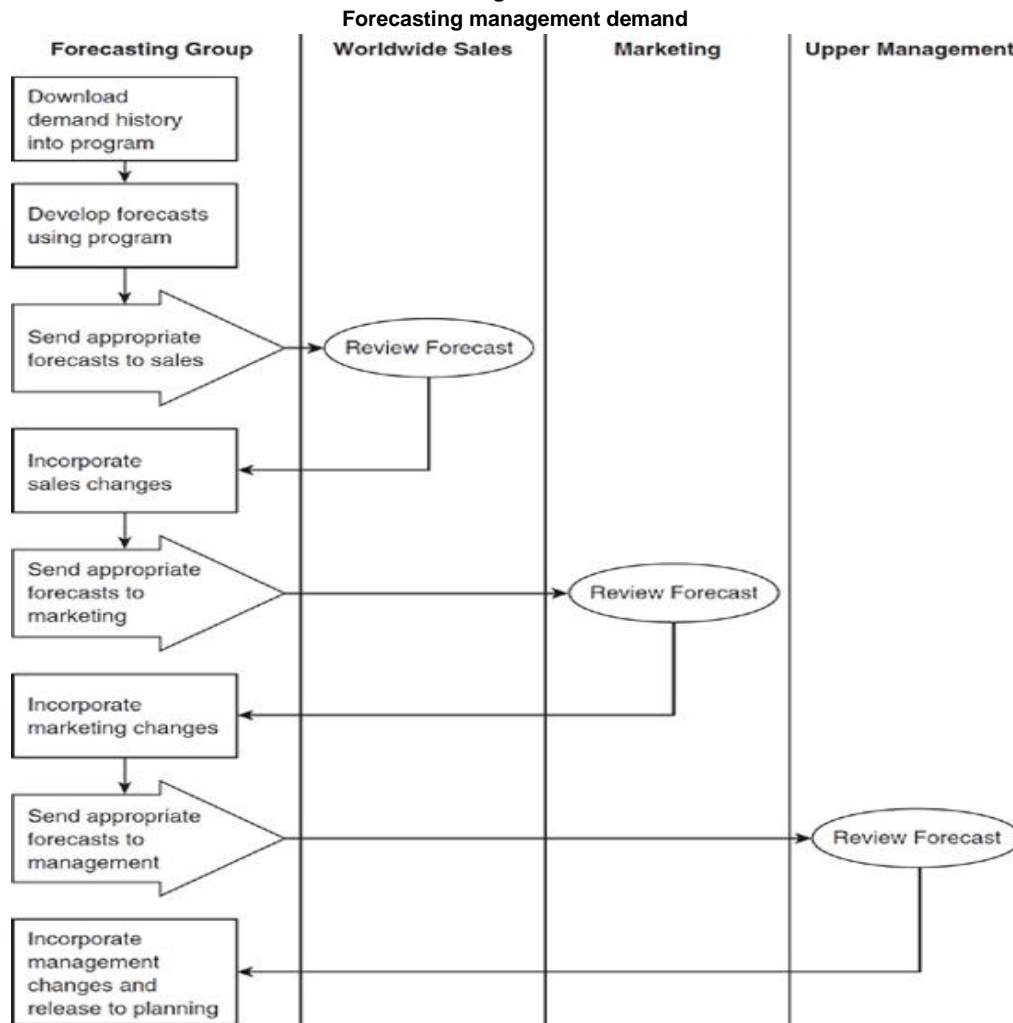 Forecasting management demand
Forecasting Group
Worldwide Sales
Marketing
Upper Management
Download
demand history
into program
Develop forecasts
using program
Send appropriate
forecasts to sales
Review Forecast
Incorporate
sales changes
Send appropriate
forecasts to
marketing
Review Forecast
Incorporate
marketing changes
Send appropriate
forecasts to
management
Review Forecast
Incorporate
management
changes and
release to planning